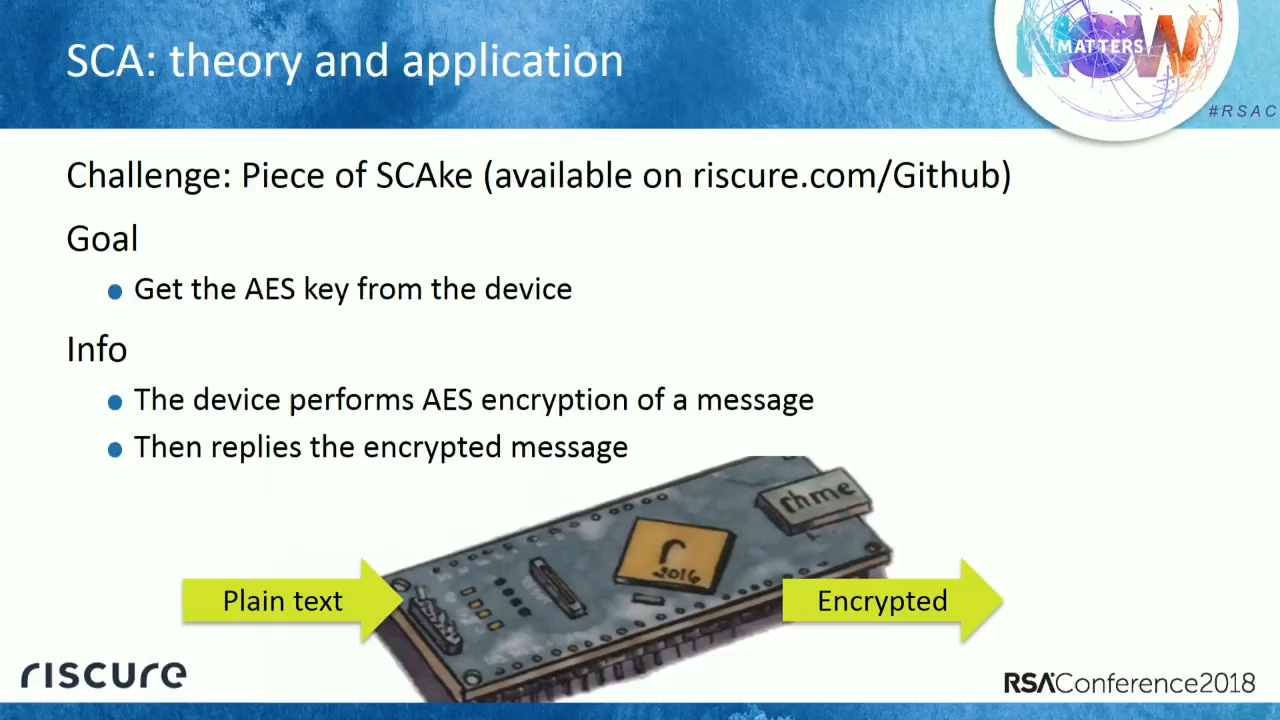 SCA: theory and application
NOW
MATTERS
#RSAC
Challenge: Piece of SCAke (available on riscure.com/Github)
Goal
Get the AES key from the device
Info
The device performs AES encryption of a message
Then replies the encrypted message
rhme
r
2016
Plain text
Encrypted
riscure
RSAConference2018